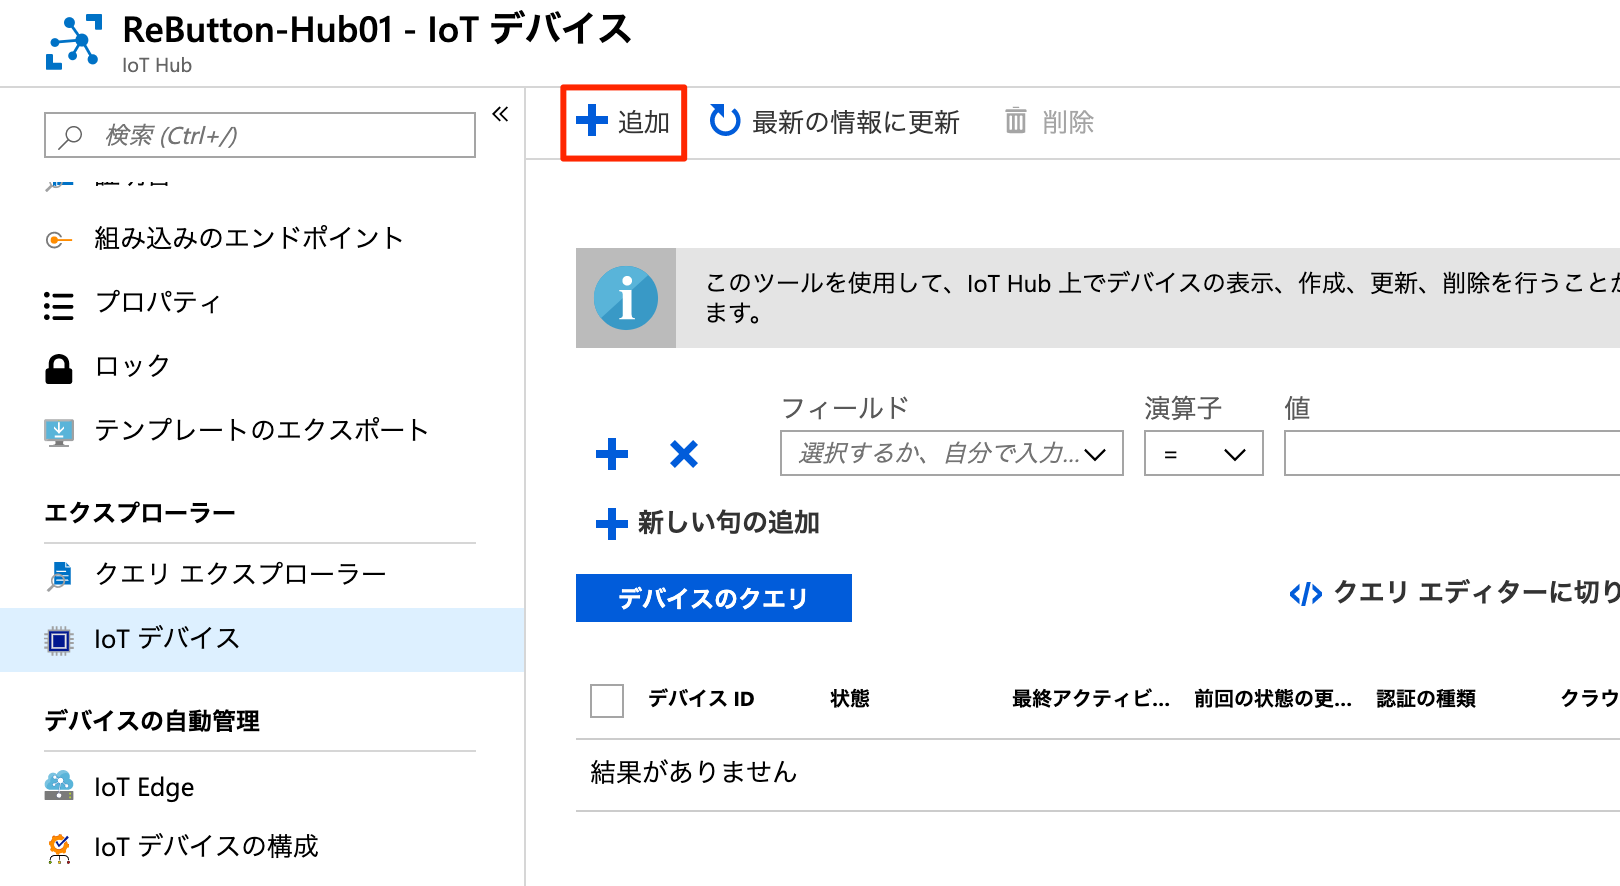 ReButton-Hub01 - IoT デバイス
IoT Hub
検索 (Ctrl+/)
組み込みのエンドポイント
プロパティ
ロック
テンプレートのエクスポート
エクスプローラー
クエリ エクスプローラー
IoT デバイス
デバイスの自動管理
IoT Edge
IoT デバイスの構成
追加 最新の情報に更新 削除
このツールを使用して、IoT Hub 上でデバイスの表示、作成、更新、削除を行うことが
ます。
フィールド 演算子 値
選択するか、自分で入力... =
新しい句の追加
デバイスのクエリ
クエリ エディターに切り
デバイス ID 状態 最終アクティビ... 前回の状態の更... 認証の種類 クラウ
結果がありません